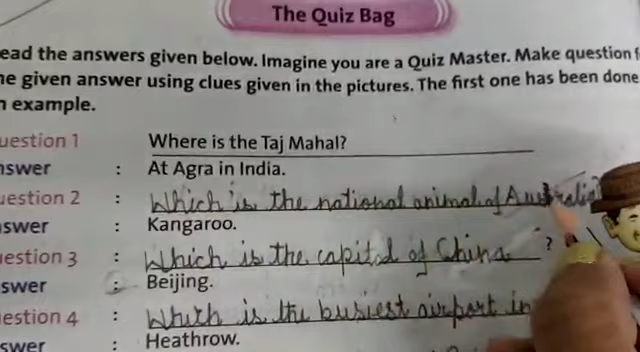 The Quiz Bag
ead the answers given below. Imagine you are a Quiz Master. Make question f
he given answer using clues given in the pictures. The first one has been done
n example.
uestion 1 Where is the Taj Mahal?
nswer : At Agra in India.
uestion 2 : Which is the national animal of Australia
swer : Kangaroo.
estion 3 : Which is the capital of China ?
swer : Beijing.
estion 4 : Which is the busiest airport in
swer : Heathrow.